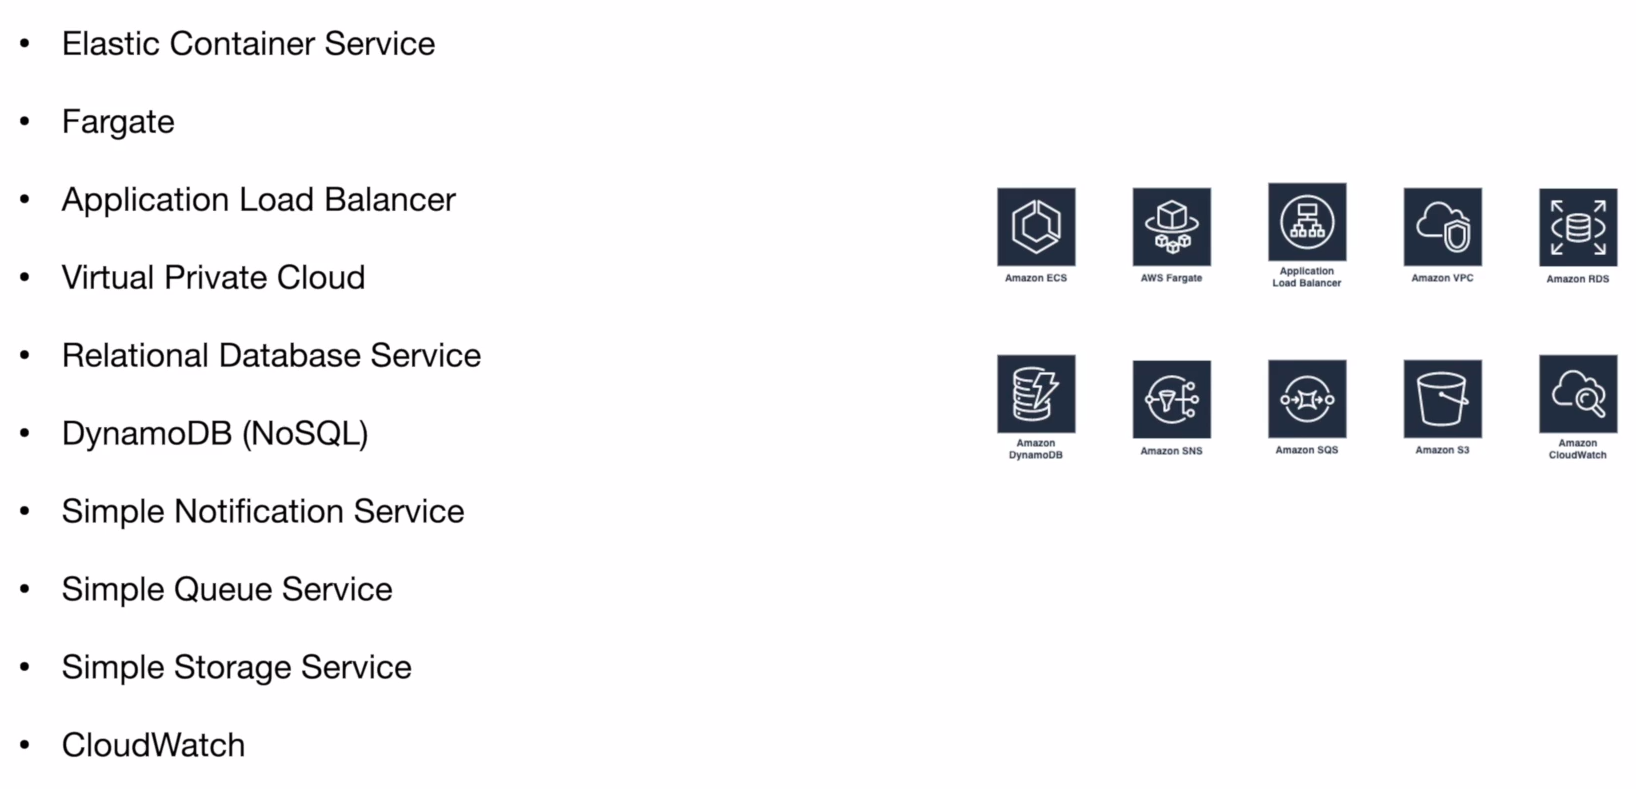 • Elastic Container Service
• Fargate
• Application Load Balancer
• Virtual Private Cloud
• Relational Database Service
• DynamoDB (NoSQL)
• Simple Notification Service
• Simple Queue Service
• Simple Storage Service
• CloudWatch
Amazon ECS
AWS Fargate
Application
Load Balancer
Amazon VPC
Amazon RDS
Amazon
DynamoDB
Amazon SNS
Amazon SQS
Amazon S3
Amazon
CloudWatch